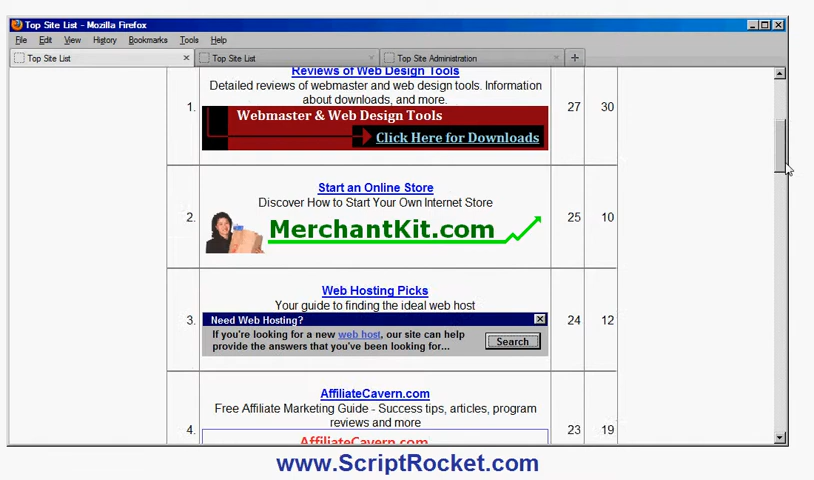 Top Site List - Mozilla Firefox
File Edit View History Bookmarks Tools Help
Top Site List Top Site List Top Site Administration
Reviews of Web Design Tools
Detailed reviews of webmaster and web design tools. Information
about downloads, and more.
1. 27 30
Webmaster & Web Design Tools
Click Here for Downloads
Start an Online Store
Discover How to Start Your Own Internet Store
2. 25 10
MerchantKit.com
Web Hosting Picks
Your guide to finding the ideal web host
3. 24 12
Need Web Hosting?
If you're looking for a new web host, our site can help
provide the answers that you've been looking for...
Search
AffiliateCavern.com
Free Affiliate Marketing Guide - Success tips, articles, program
reviews and more
4. 23 19
AffiliateCavern.com
www.ScriptRocket.com